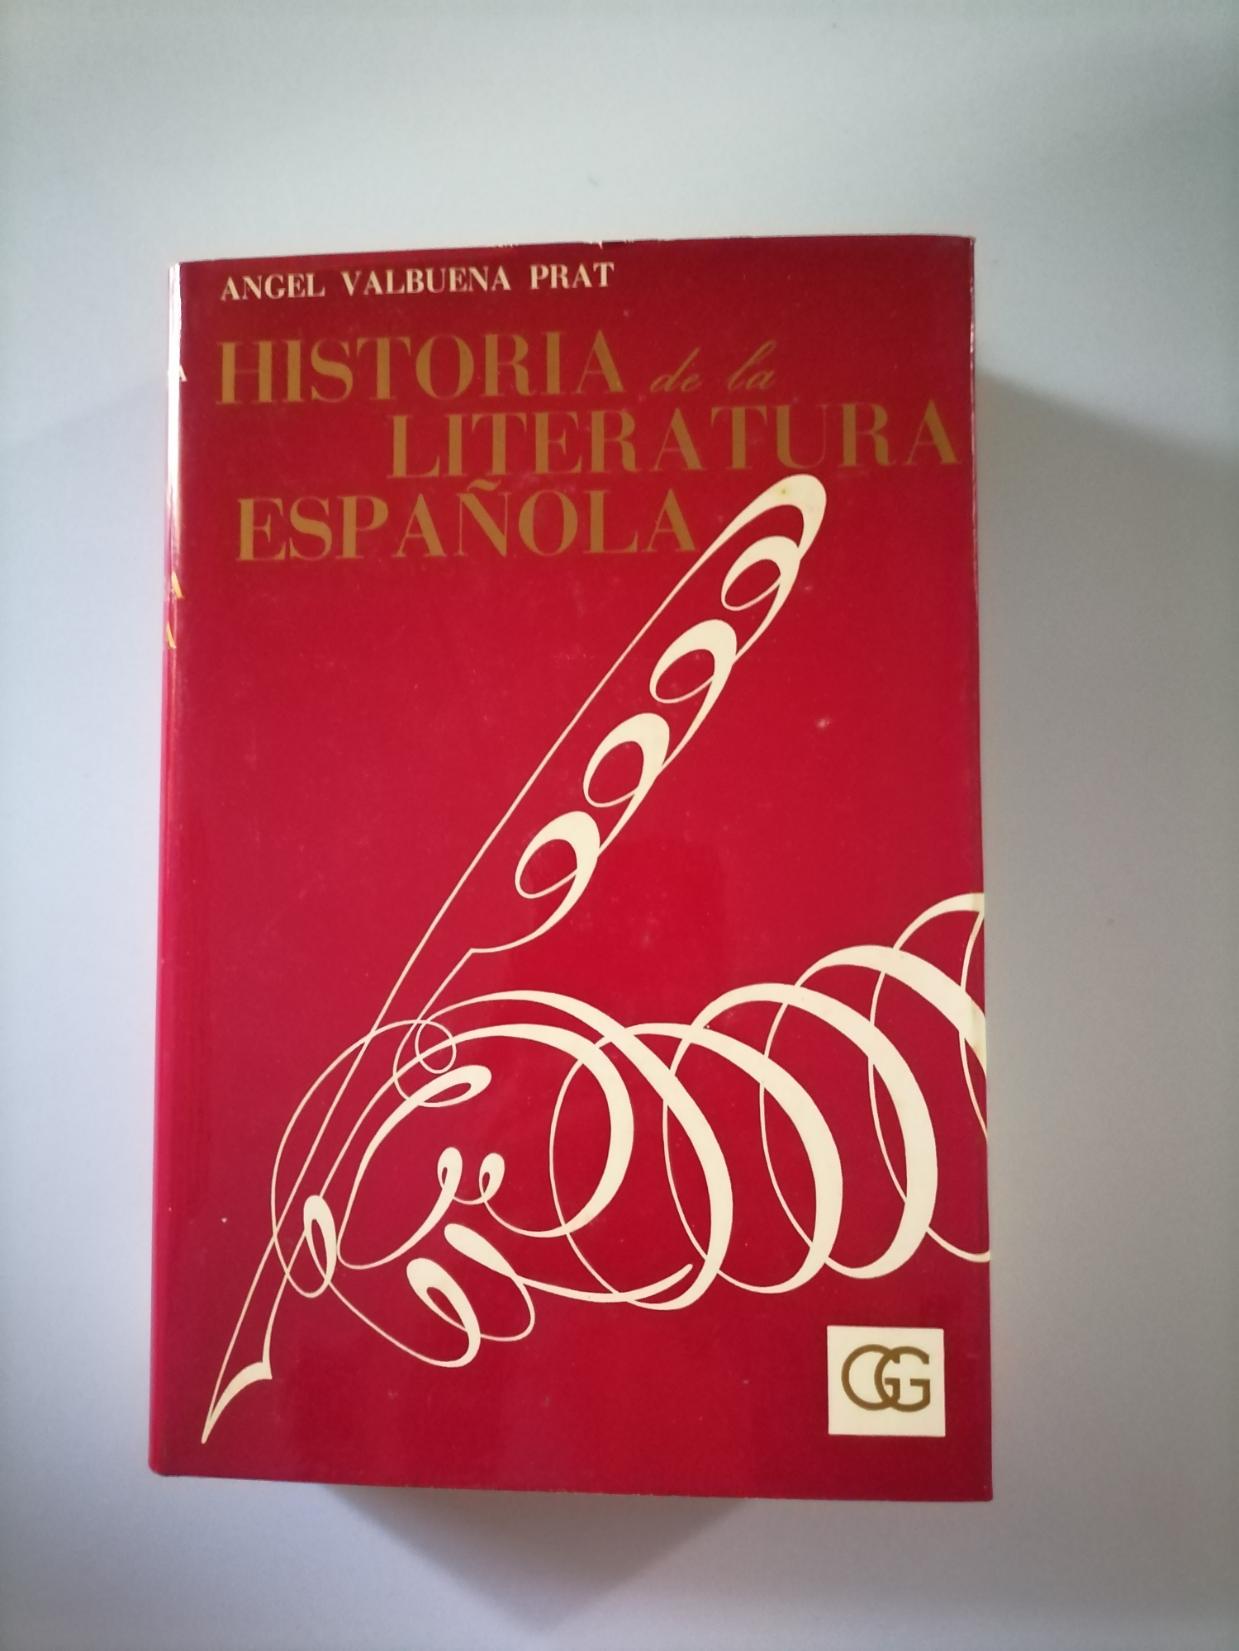 ANGEL VALBUENA PRAT
HISTORIA de la
LITERATURA
ESPAÑOLA
GG